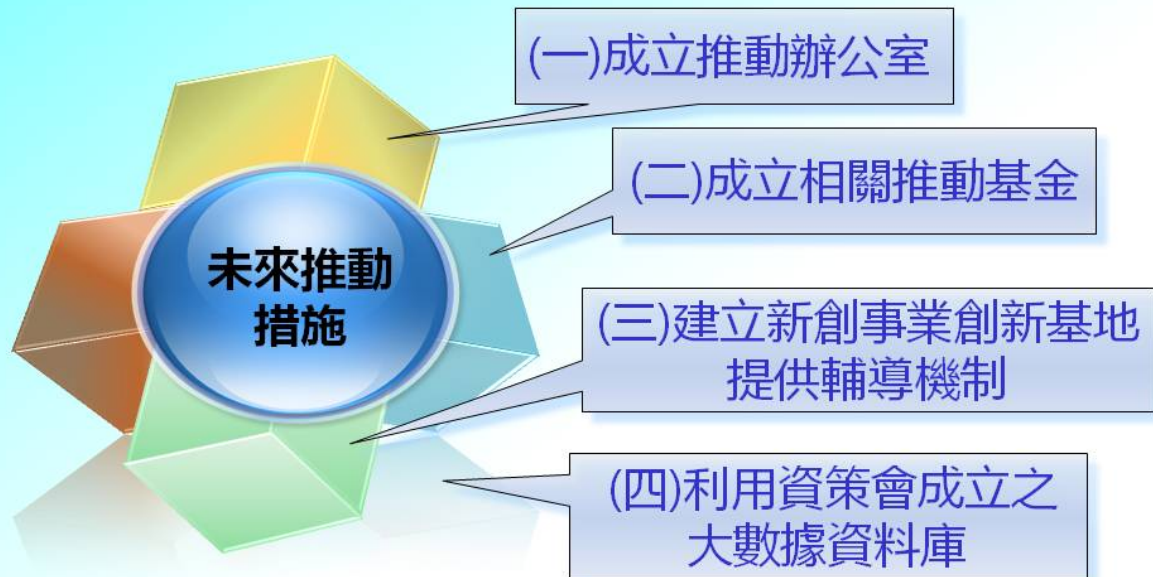 (一)成立推動辦公室
(二)成立相關推動基金
未來推動
措施
(三)建立新創事業創新基地
提供輔導機制
(四)利用資策會成立之
大數據資料庫